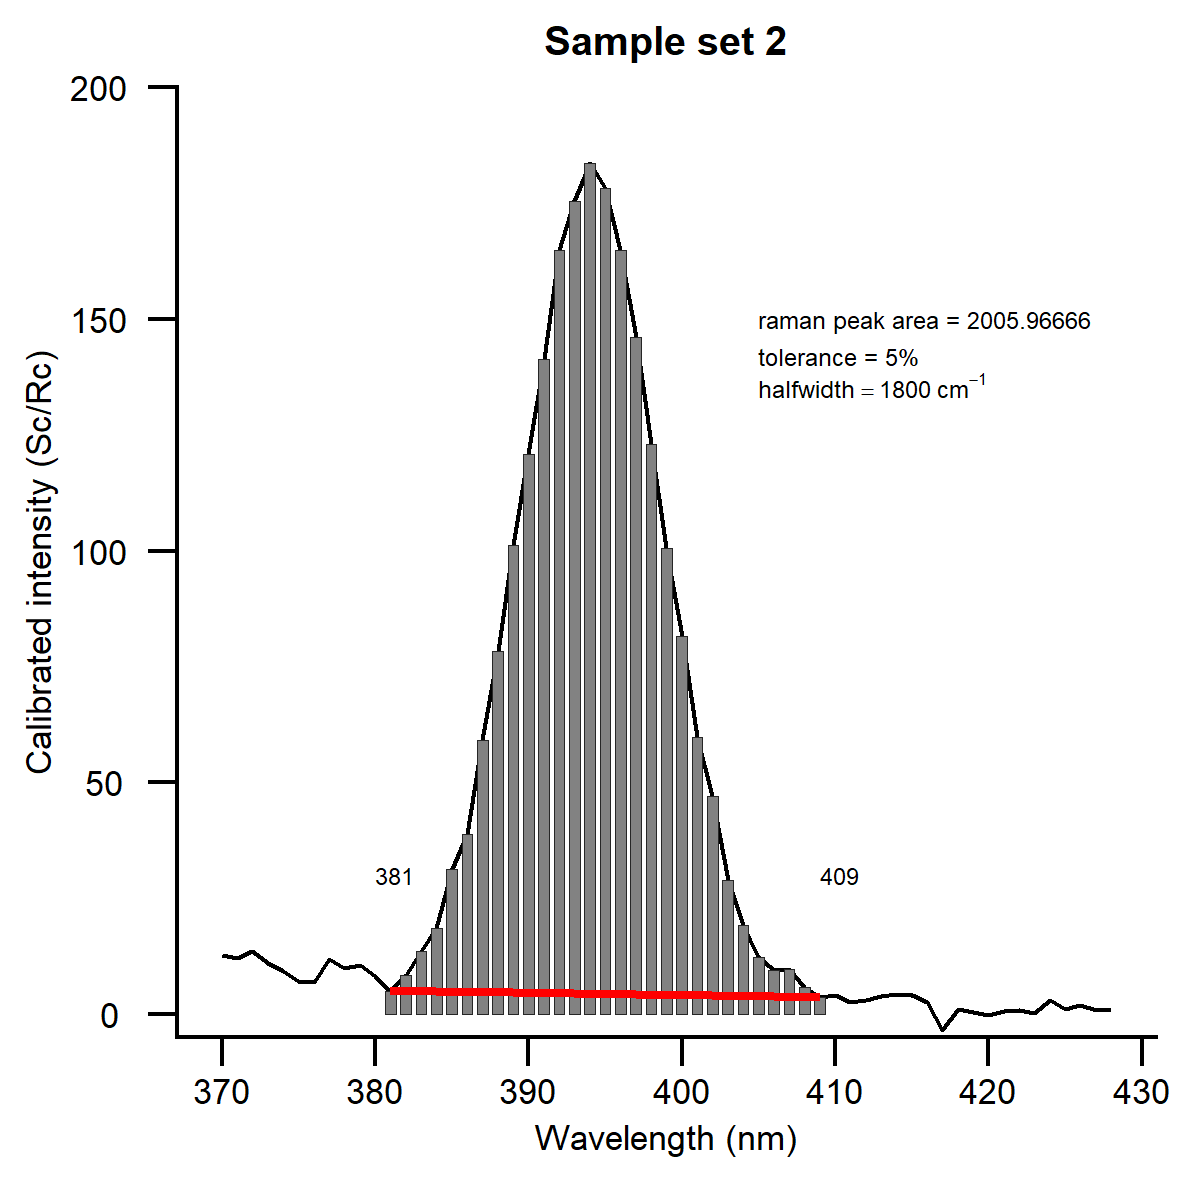 Sample set 2
200
150
100
50
0
Calibrated intensity (Sc/Rc)
raman peak area = 2005.96666
tolerance = 5%
halfwidth = 1800 cm⁻¹
381
409
370 380 390 400 410 420 430
Wavelength (nm)